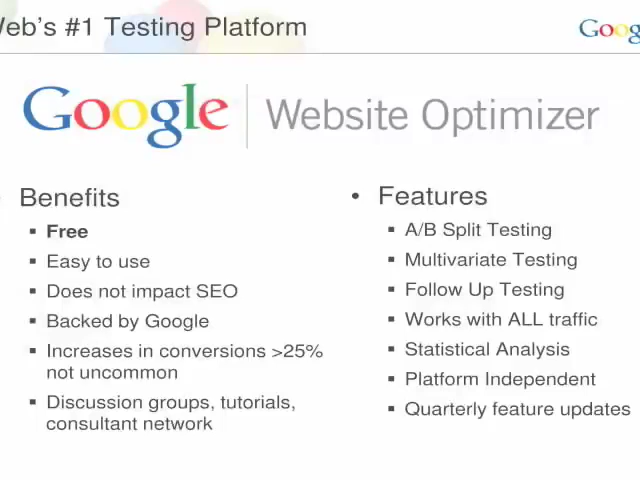 Web's #1 Testing Platform
Google
Google Website Optimizer
• Benefits
▪ Free
▪ Easy to use
▪ Does not impact SEO
▪ Backed by Google
▪ Increases in conversions >25%
not uncommon
▪ Discussion groups, tutorials,
consultant network
• Features
▪ A/B Split Testing
▪ Multivariate Testing
▪ Follow Up Testing
▪ Works with ALL traffic
▪ Statistical Analysis
▪ Platform Independent
▪ Quarterly feature updates